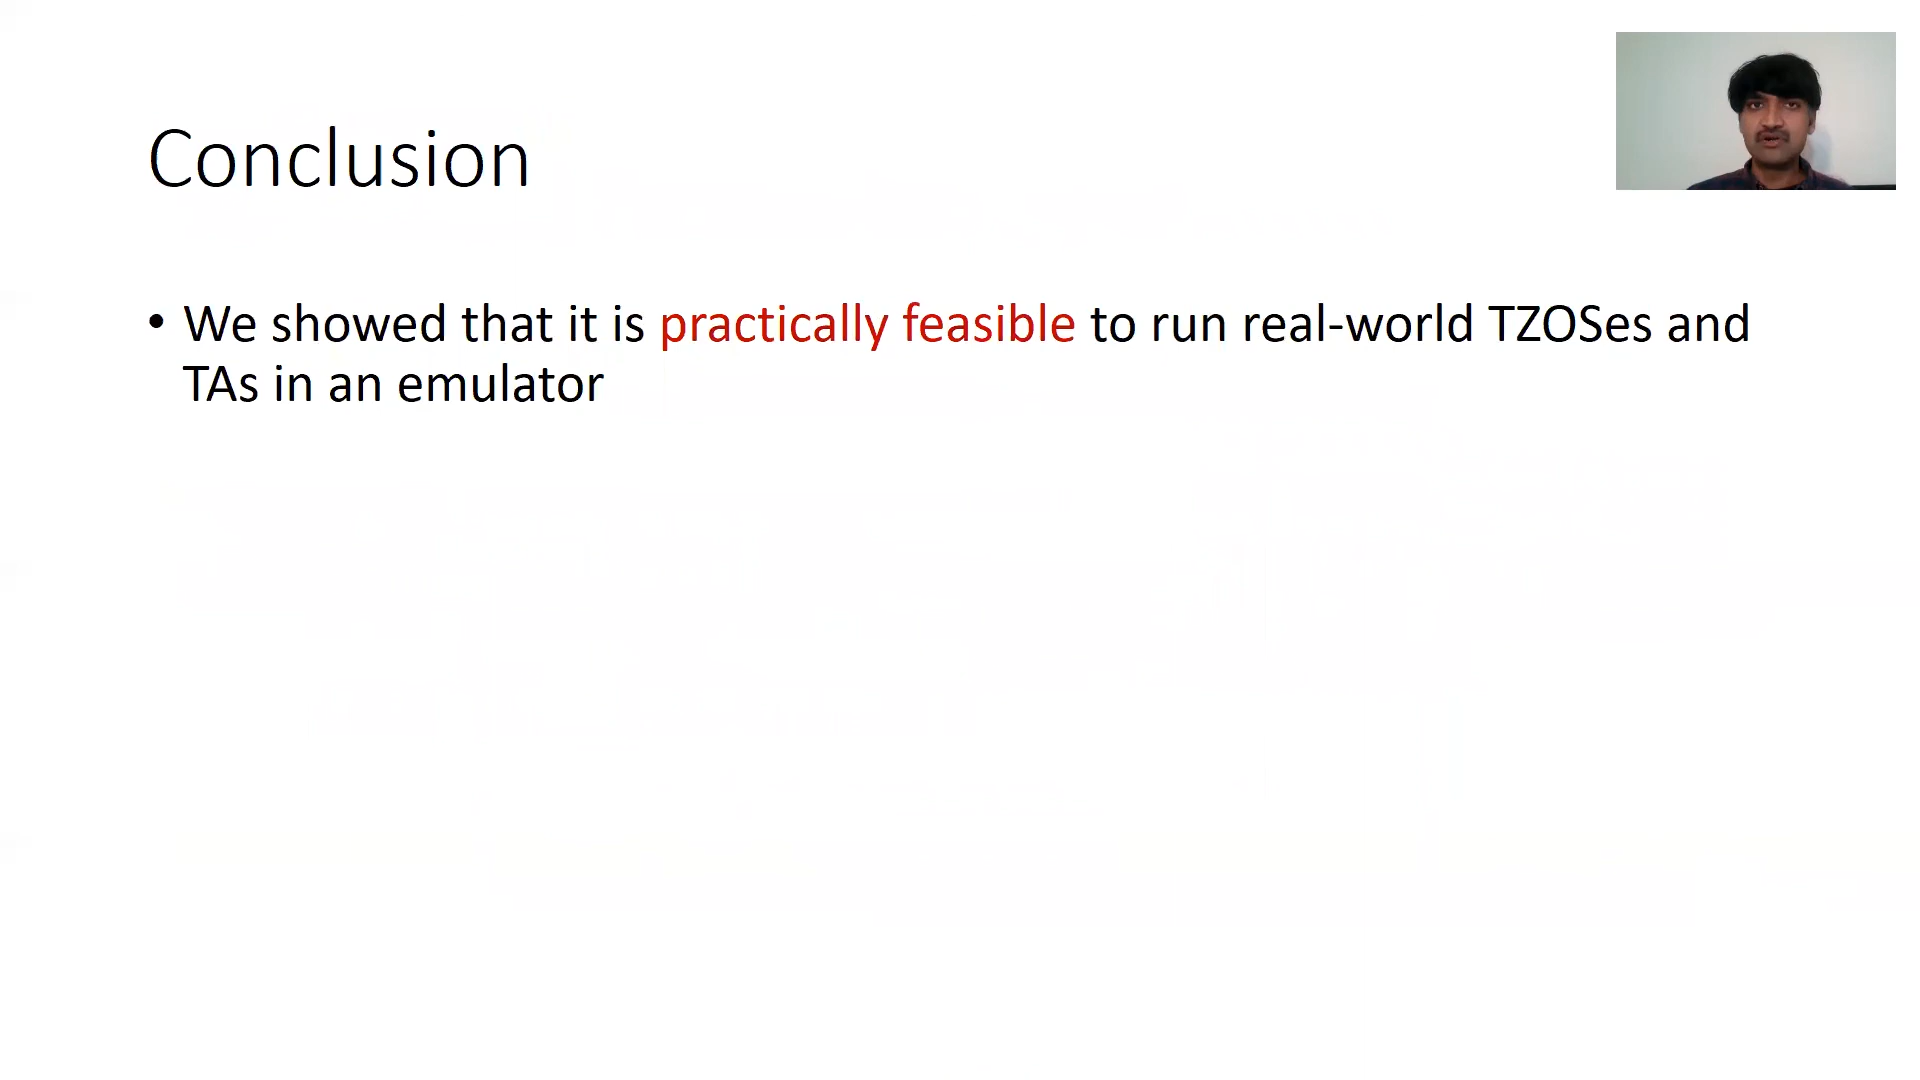 Conclusion
• We showed that it is practically feasible to run real-world TZOSes and
TAs in an emulator